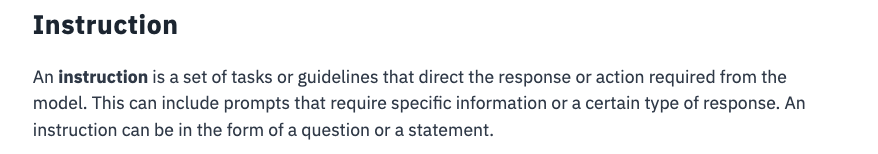 Instruction
An instruction is a set of tasks or guidelines that direct the response or action required from the
model. This can include prompts that require specific information or a certain type of response. An
instruction can be in the form of a question or a statement.